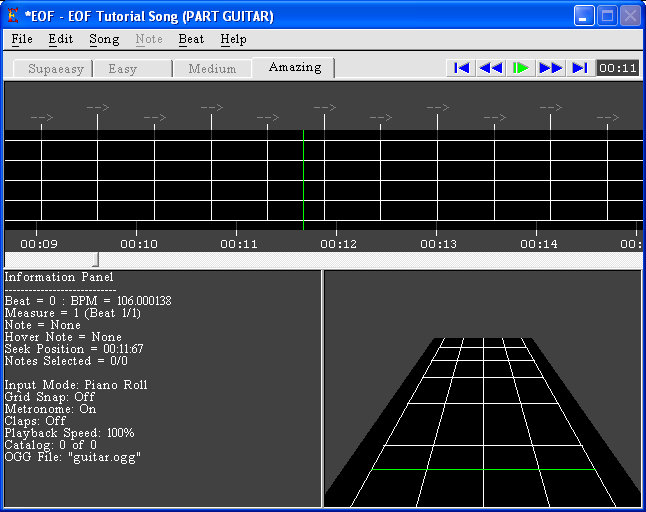 *EOF - EOF Tutorial Song (PART GUITAR)
File Edit Song Note Beat Help
Supaeasy Easy Medium Amazing 00:11
--> --> --> --> --> -->
--> --> --> --> --> -->
00:09 00:10 00:11 00:12 00:13 00:14 00:
Information Panel
----------------------------
Beat = 0 : BPM = 106.000138
Measure = 1 (Beat 1/1)
Note = None
Hover Note = None
Seek Position = 00:11:67
Notes Selected = 0/0
Input Mode: Piano Roll
Grid Snap: Off
Metronome: On
Claps: Off
Playback Speed: 100%
Catalog: 0 of 0
OGG File: "guitar.ogg"